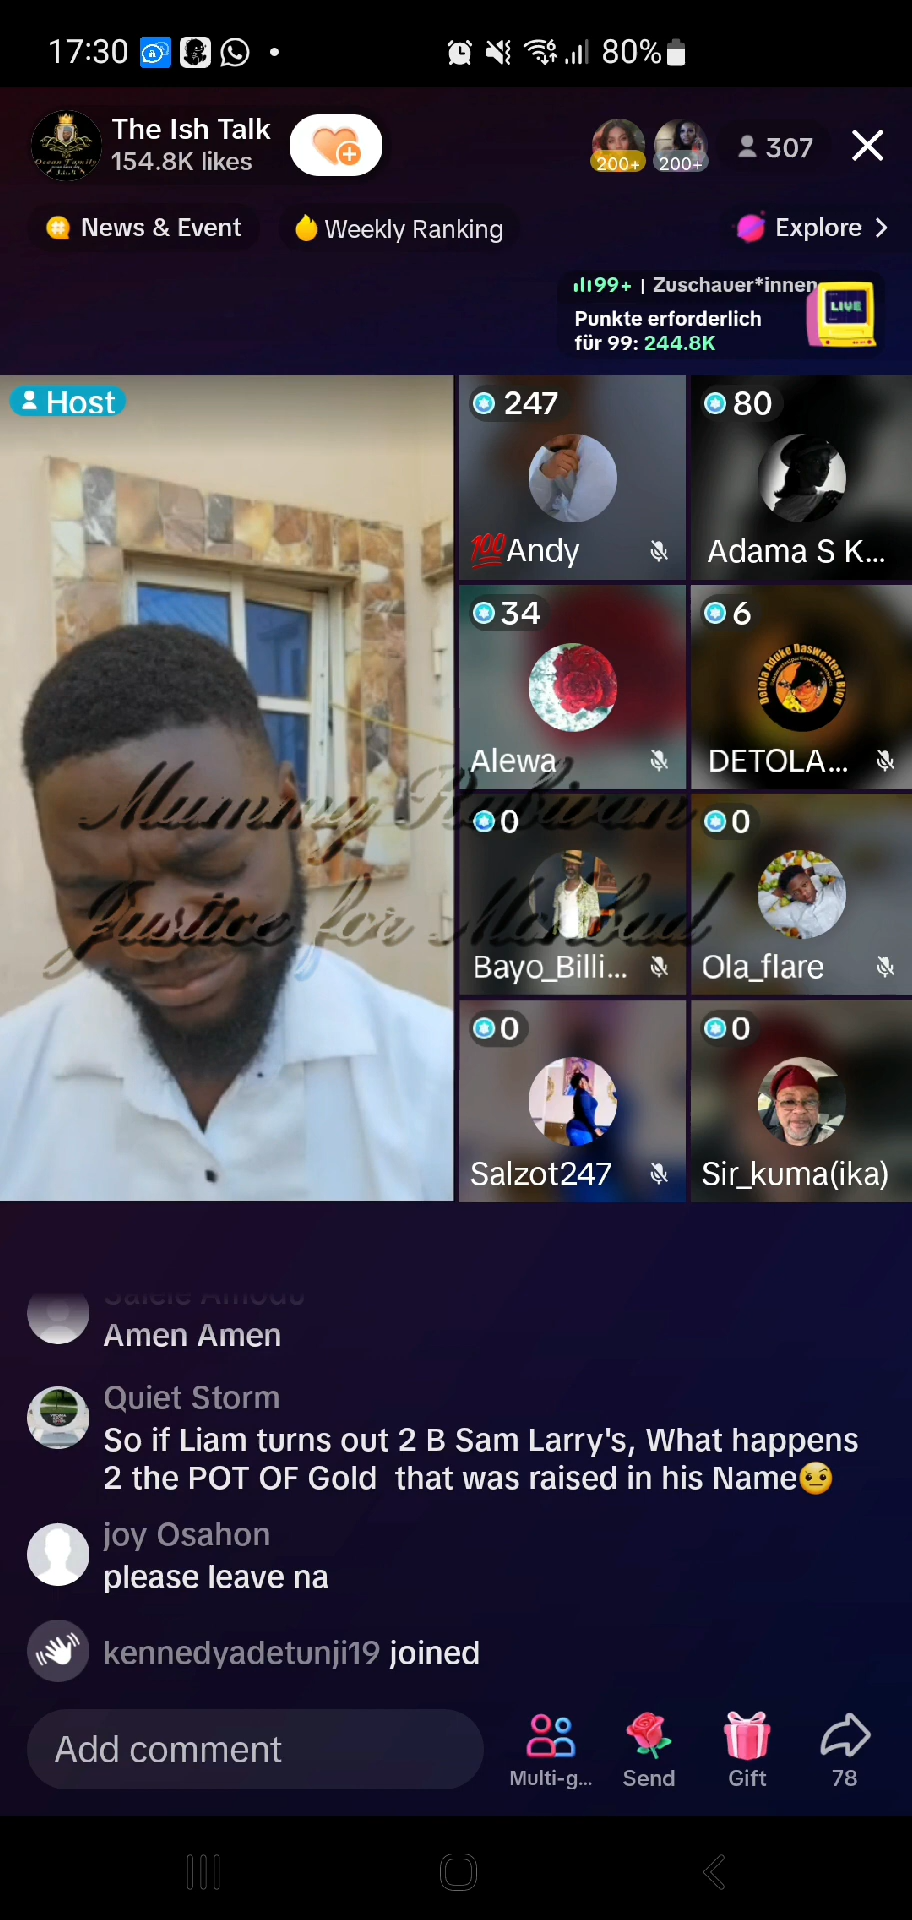 17:30
80%
The Ish Talk
154.8K likes
200+
200+
307
News & Event
Weekly Ranking
Explore
99+ | Zuschauer*innen
Punkte erforderlich
für 99: 244.8K
LIVE
Host
247
💯Andy
80
Adama S K...
34
Alewa
6
DETOLA...
Mummy
Justice for Mohbad
0
Bayo_Billi...
0
Ola_flare
0
Salzot247
0
Sir_kuma(ika)
Amen Amen
Quiet Storm
So if Liam turns out 2 B Sam Larry's, What happens
2 the POT OF Gold that was raised in his Name🤨
joy Osahon
please leave na
kennedyadetunji19 joined
Add comment
Multi-g...
Send
Gift
78